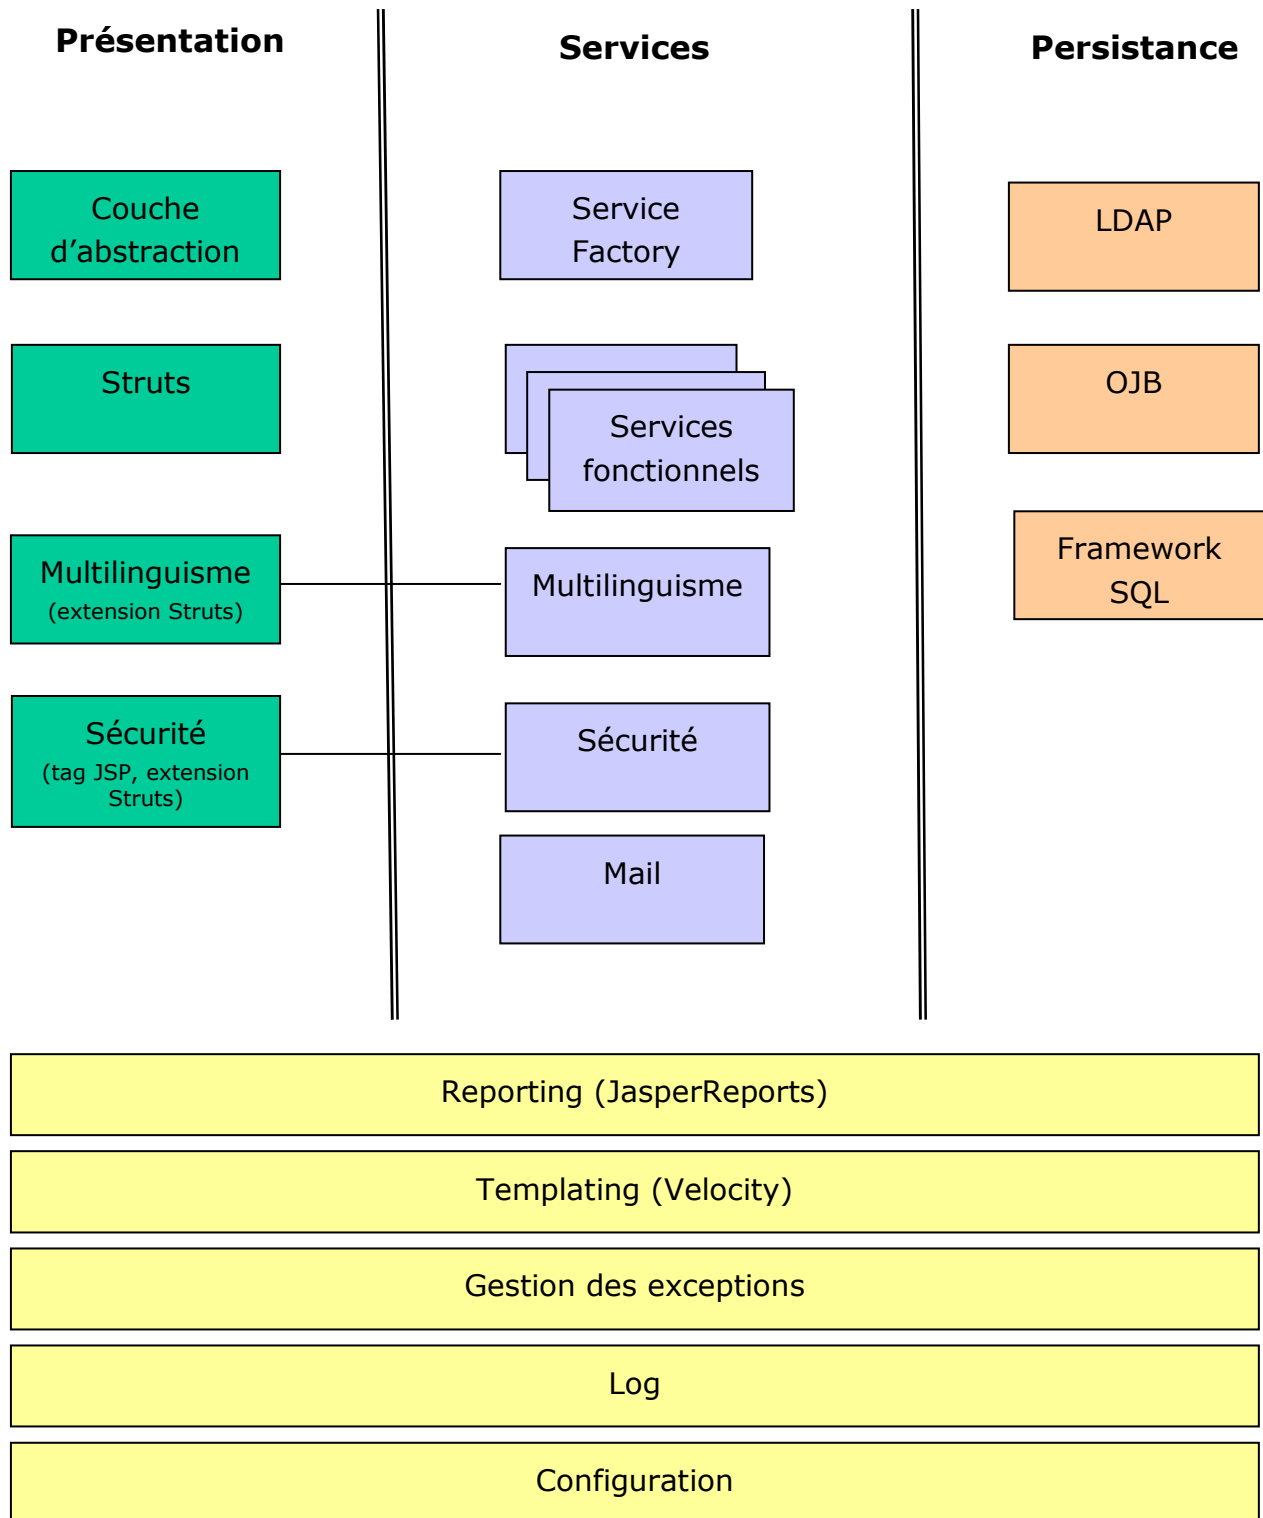 Présentation
Services
Persistance
Couche
d’abstraction
Service
Factory
LDAP
Struts
Services
fonctionnels
OJB
Multilinguisme
(extension Struts)
Multilinguisme
Framework
SQL
Sécurité
(tag JSP, extension
Struts)
Sécurité
Mail
Reporting (JasperReports)
Templating (Velocity)
Gestion des exceptions
Log
Configuration